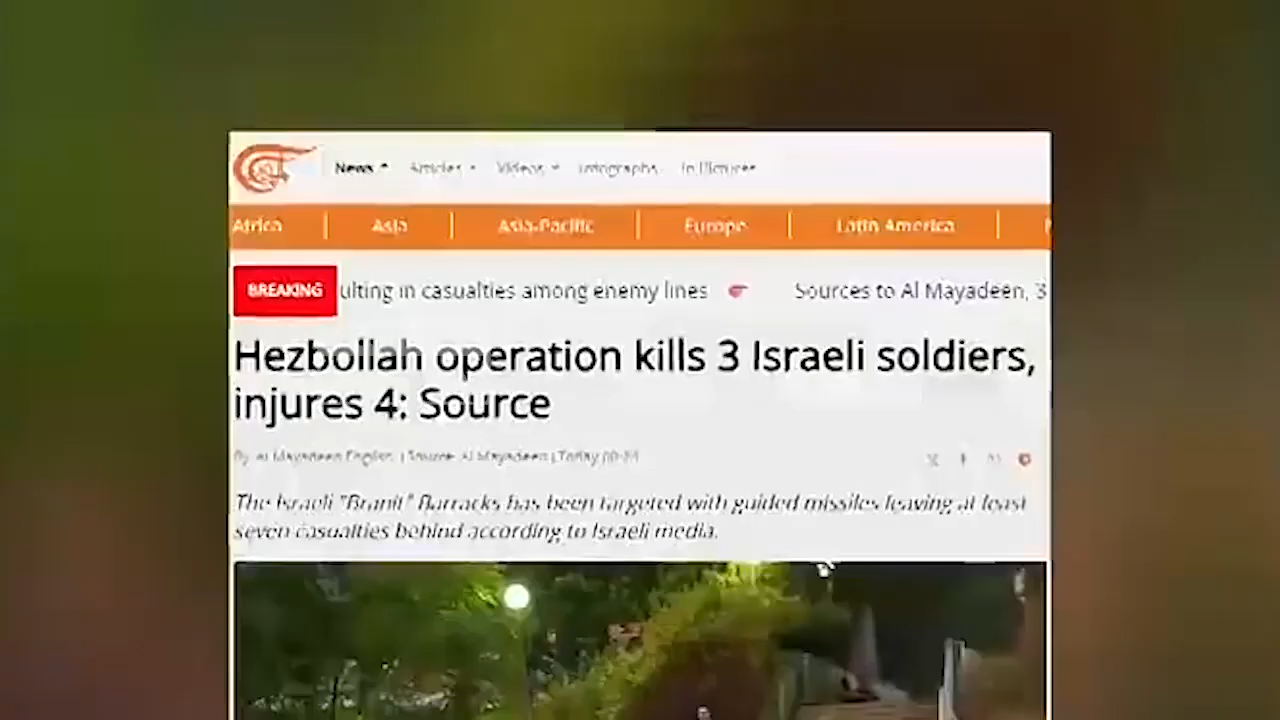 News Articles Videos Infographs In Pictures
Africa Asia Asia-Pacific Europe Latin America
BREAKING ulting in casualties among enemy lines Sources to Al Mayadeen, 3
Hezbollah operation kills 3 Israeli soldiers,
injures 4: Source
By Al Mayadeen English | Source: Al Mayadeen | Today
The Israeli "Branit" Barracks has been targeted with guided missiles leaving at least
seven casualties behind according to Israeli media.